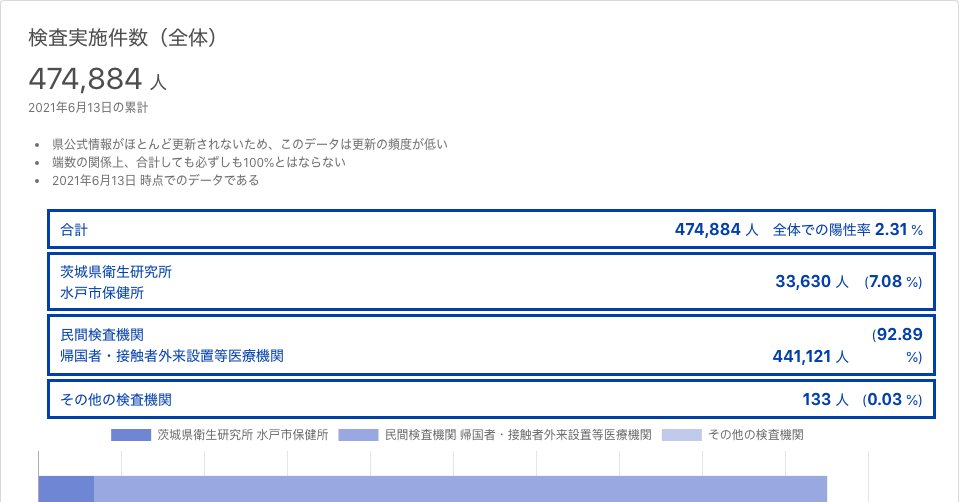 検査実施件数（全体）
474,884 人
2021年6月13日の累計
• 県公式情報がほとんど更新されないため、このデータは更新の頻度が低い
• 端数の関係上、合計しても必ずしも100%とはならない
• 2021年6月13日 時点でのデータである
合計 474,884 人 全体での陽性率 2.31 %
茨城県衛生研究所
水戸市保健所 33,630 人 (7.08 %)
民間検査機関 (92.89
帰国者・接触者外来設置等医療機関 441,121 人 %)
その他の検査機関 133 人 (0.03 %)
茨城県衛生研究所 水戸市保健所 民間検査機関 帰国者・接触者外来設置等医療機関 その他の検査機関